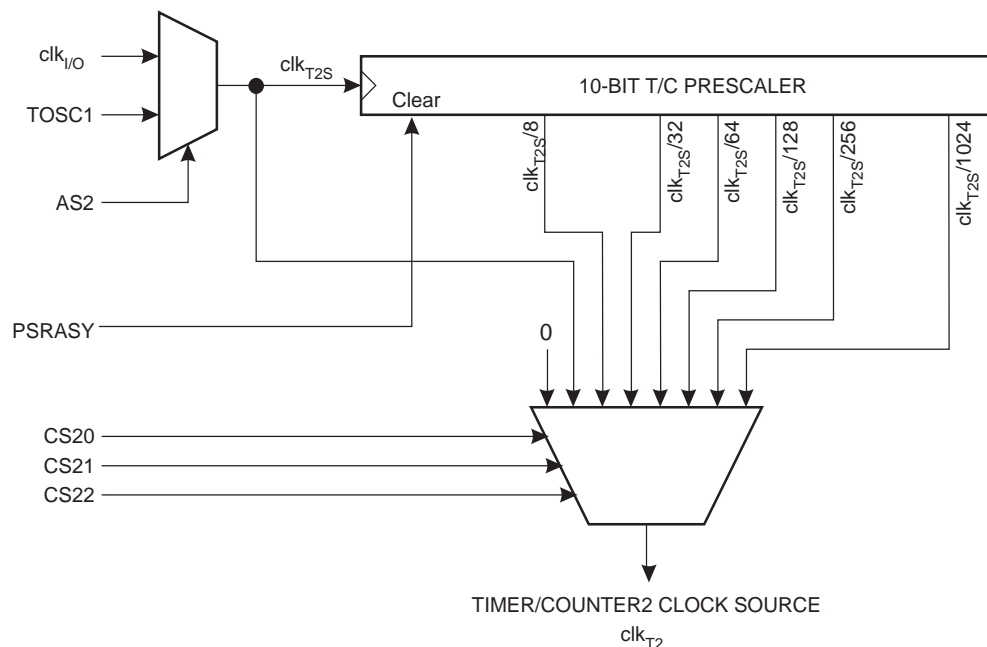 clkI/O
clkT2S
10-BIT T/C PRESCALER
TOSC1
Clear
clkT2S/8
clkT2S/32
clkT2S/64
clkT2S/128
clkT2S/256
clkT2S/1024
AS2
PSRASY
0
CS20
CS21
CS22
TIMER/COUNTER2 CLOCK SOURCE
clkT2